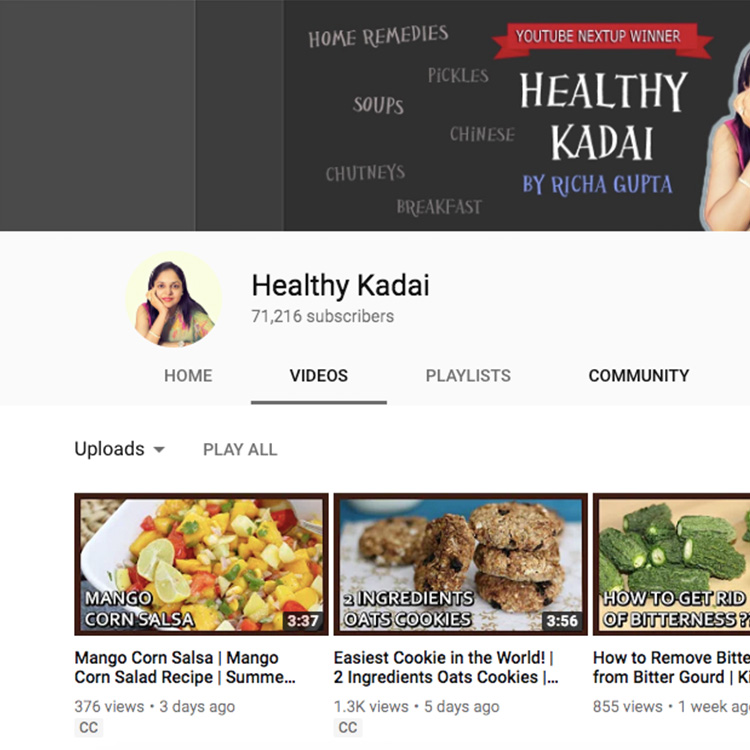 HOME REMEDIES
YOUTUBE NEXTUP WINNER
PICKLES
HEALTHY
SOUPS
CHINESE
KADAI
CHUTNEYS
BY RICHA GUPTA
BREAKFAST
Healthy Kadai
71,216 subscribers
HOME VIDEOS PLAYLISTS COMMUNITY
Uploads PLAY ALL
MANGO
CORN SALSA
3:37
2 INGREDIENTS
OATS COOKIES
3:56
HOW TO GET RID
OF BITTERNESS ??
Mango Corn Salsa | Mango
Corn Salad Recipe | Summe...
376 views • 3 days ago
CC
Easiest Cookie in the World! |
2 Ingredients Oats Cookies |...
1.3K views • 5 days ago
CC
How to Remove Bitte
from Bitter Gourd | Ki
855 views • 1 week ag